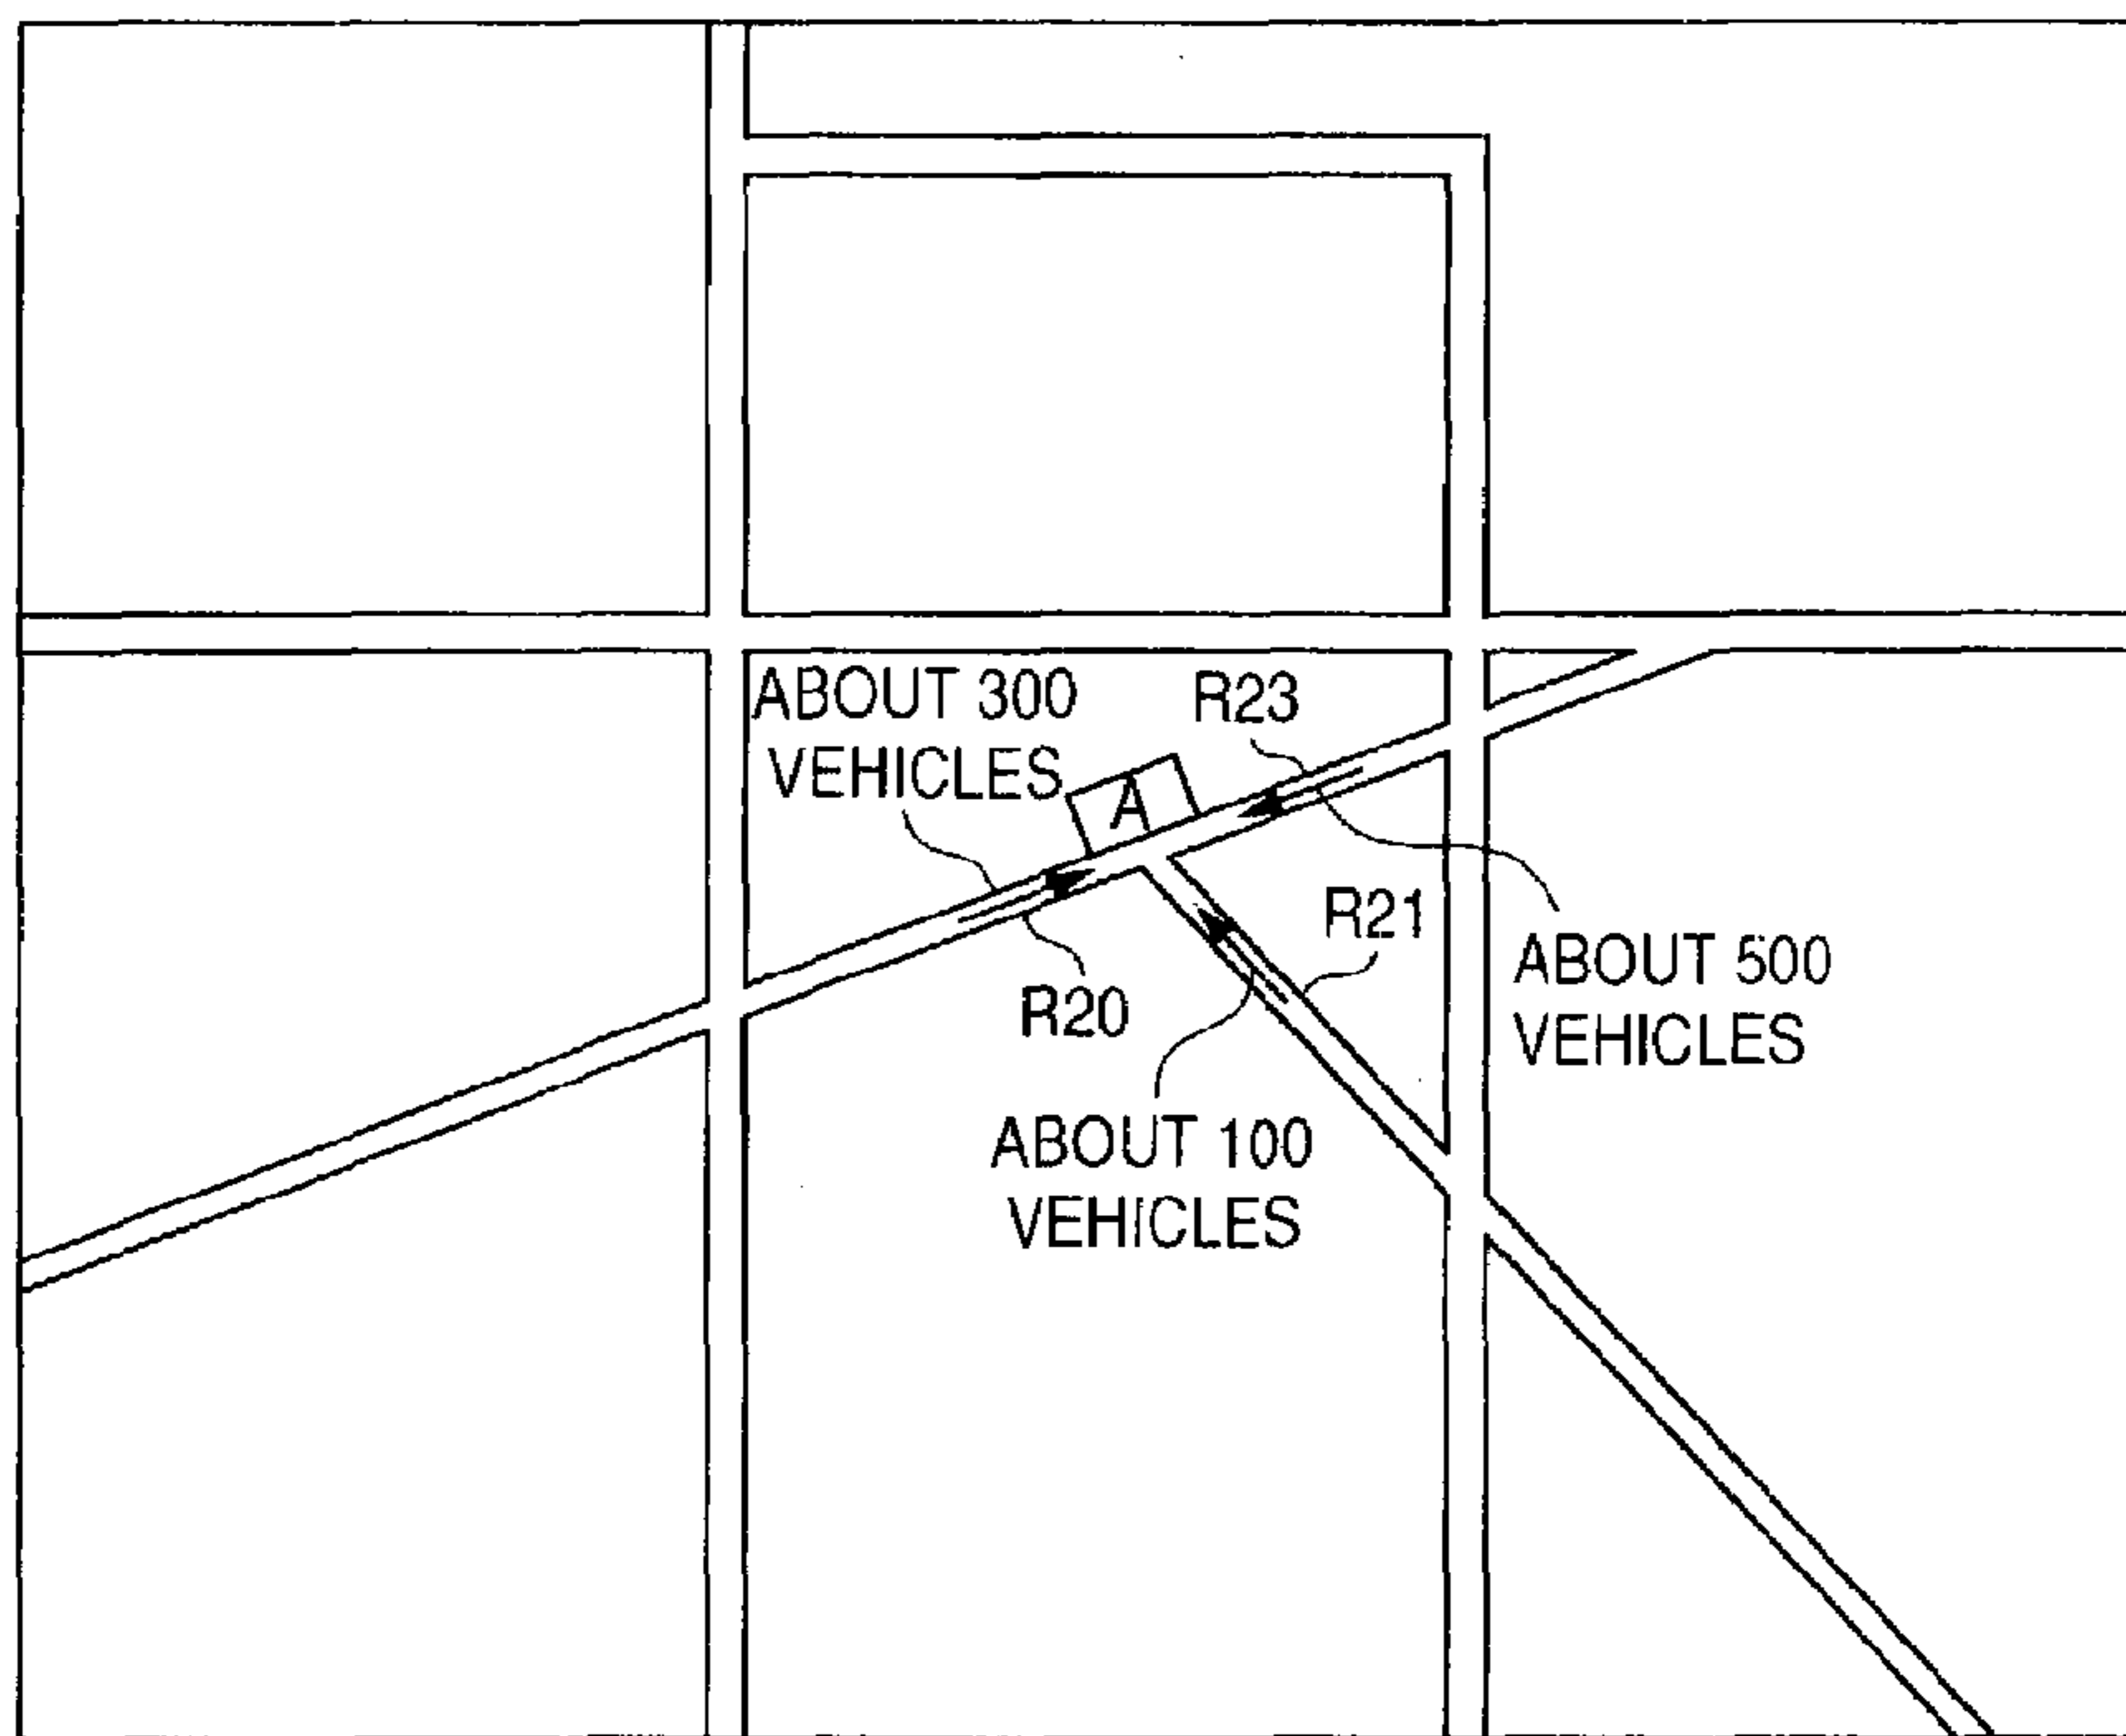 ABOUT 300
VEHICLES
R23
A
R21
R20
ABOUT 500
VEHICLES
ABOUT 100
VEHICLES